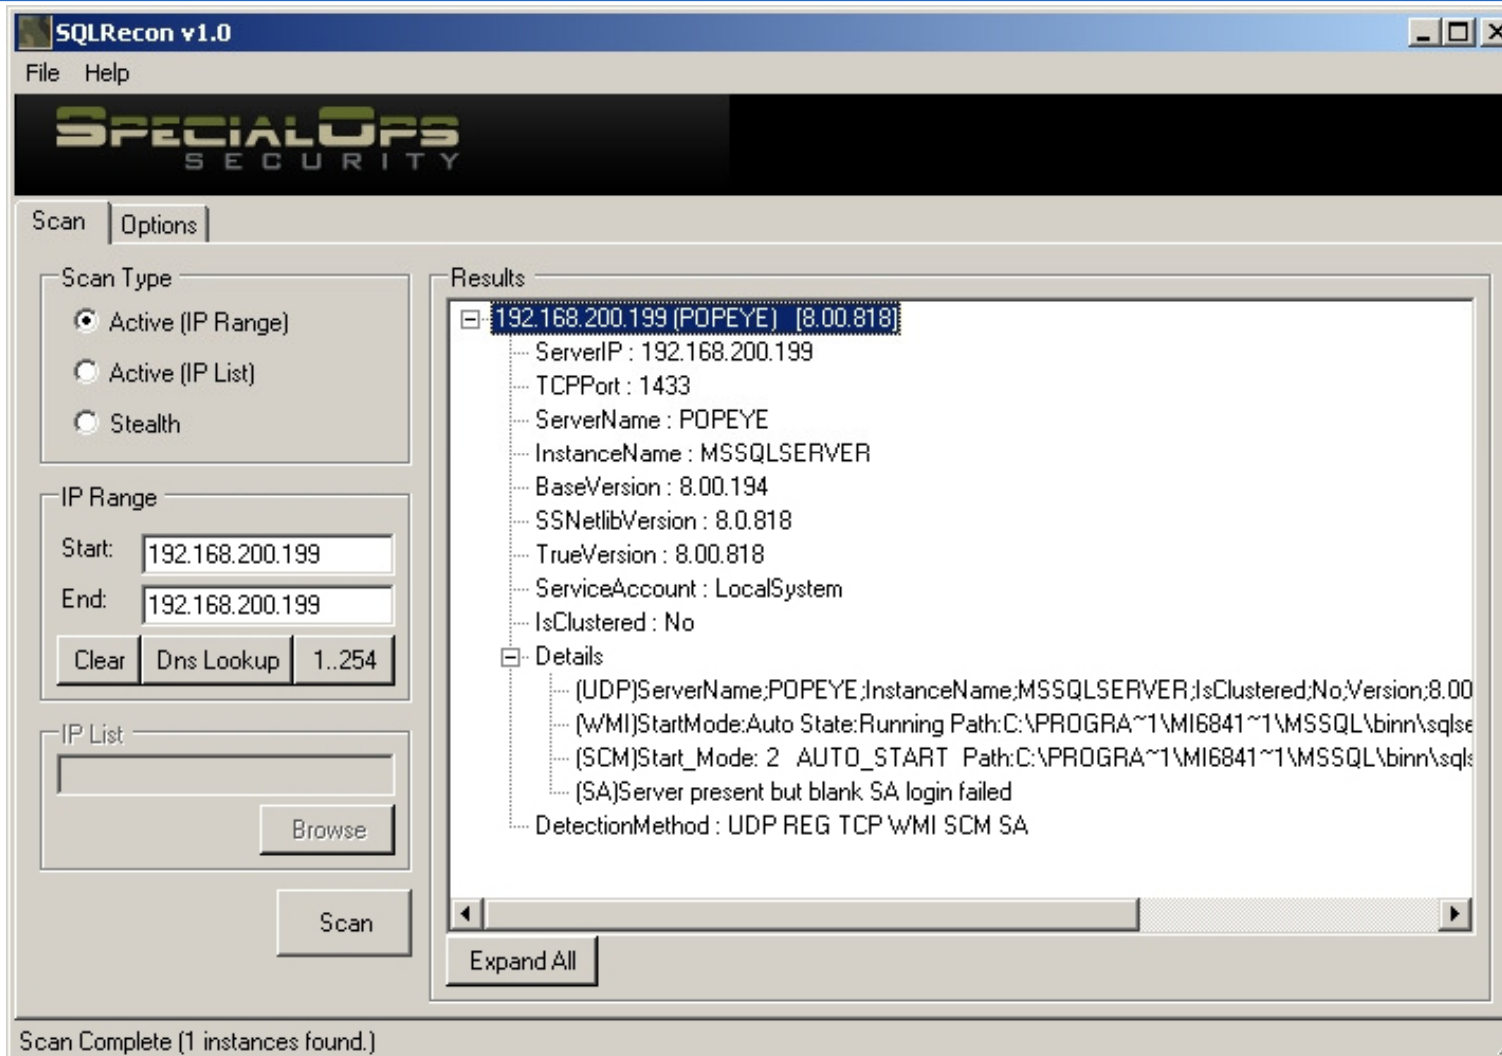 SQLRecon v1.0
File Help
SPECIALOPS
SECURITY
Scan Options
Scan Type
Active (IP Range)
Active (IP List)
Stealth
IP Range
Start: 192.168.200.199
End: 192.168.200.199
Clear Dns Lookup 1..254
IP List
Browse
Scan
Results
192.168.200.199 (POPEYE) [8.00.818]
ServerIP : 192.168.200.199
TCPPort : 1433
ServerName : POPEYE
InstanceName : MSSQLSERVER
BaseVersion : 8.00.194
SSNetlibVersion : 8.0.818
TrueVersion : 8.00.818
ServiceAccount : LocalSystem
IsClustered : No
Details
(UDP)ServerName;POPEYE;InstanceName;MSSQLSERVER;IsClustered;No;Version;8.00
(WMI)StartMode:Auto State:Running Path:C:\PROGRA~1\MI6841~1\MSSQL\binn\sqlse
(SCM)Start_Mode: 2 AUTO_START Path:C:\PROGRA~1\MI6841~1\MSSQL\binn\sqls
(SA)Server present but blank SA login failed
DetectionMethod : UDP REG TCP WMI SCM SA
Expand All
Scan Complete (1 instances found.)